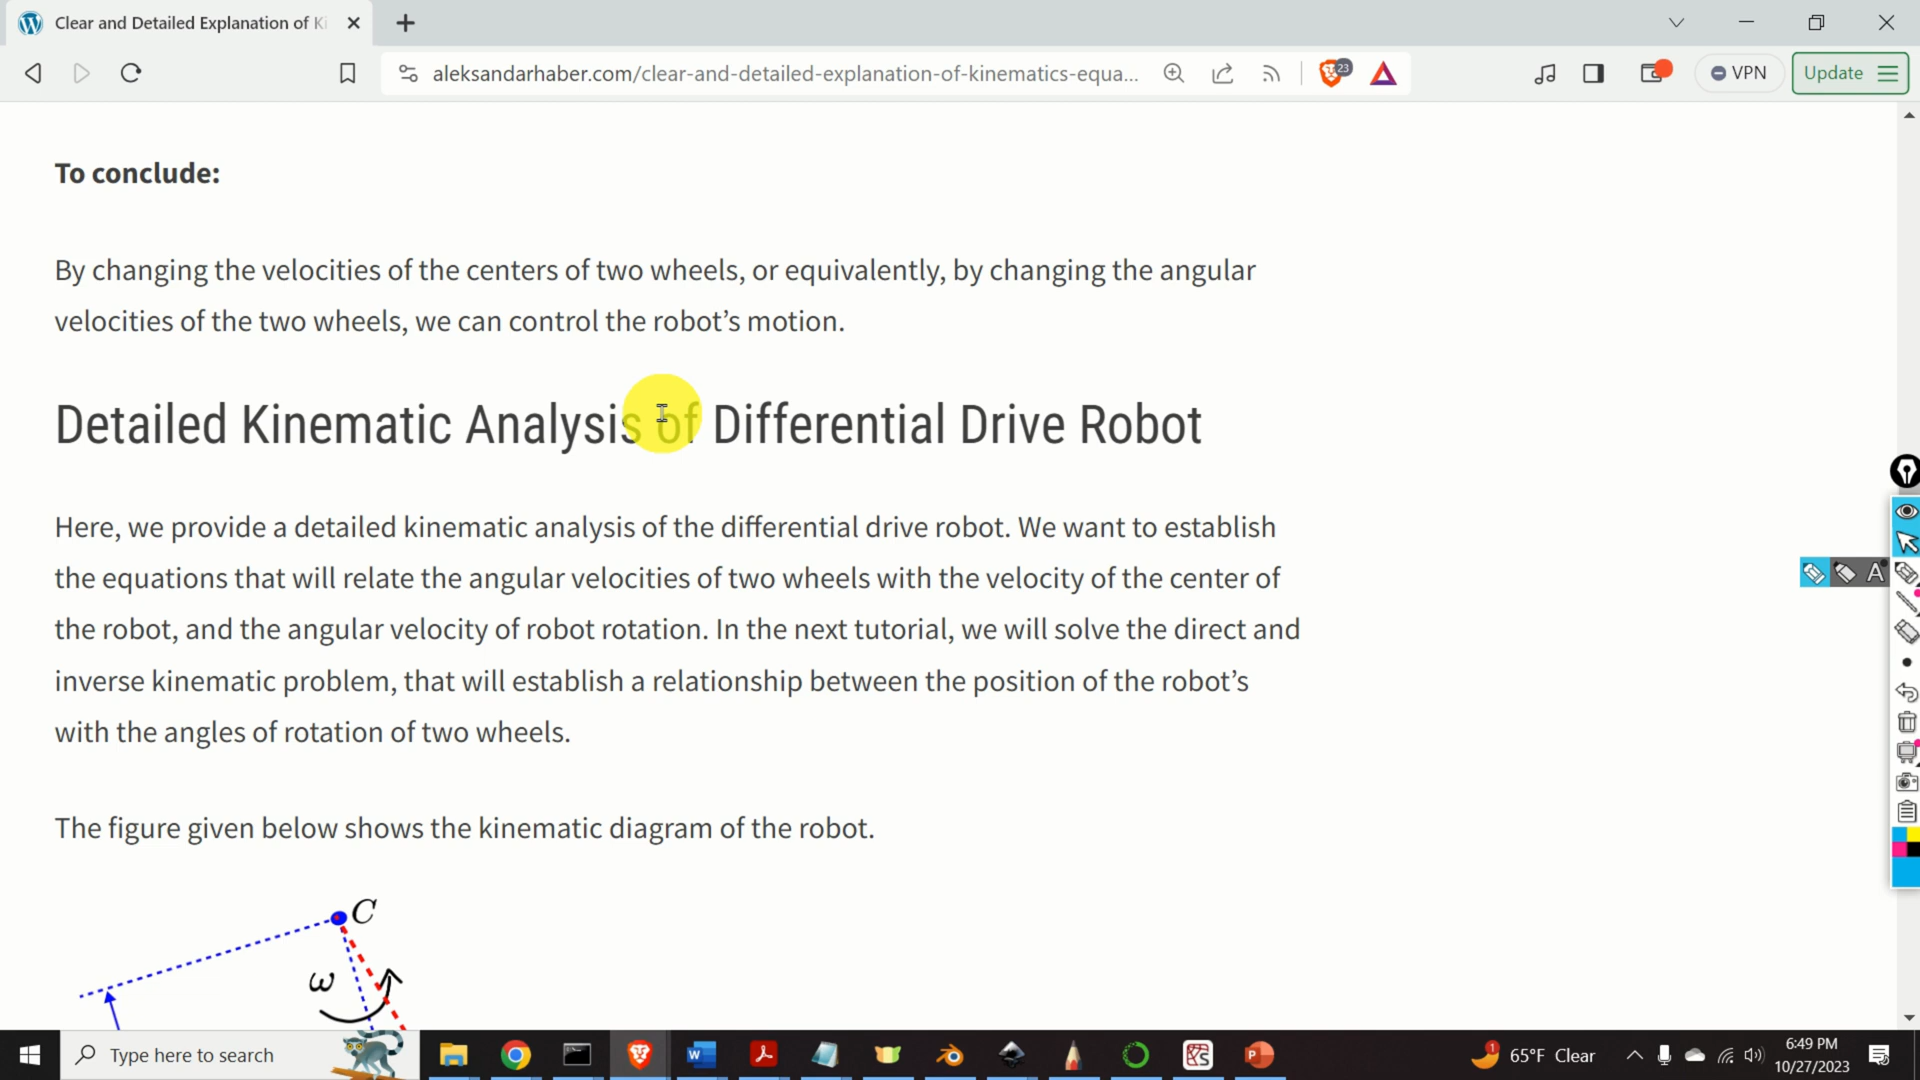 Clear and Detailed Explanation of Ki
aleksandarhaber.com/clear-and-detailed-explanation-of-kinematics-equa...
23
VPN
Update
To conclude:
By changing the velocities of the centers of two wheels, or equivalently, by changing the angular
velocities of the two wheels, we can control the robot's motion.
Detailed Kinematic Analysis of Differential Drive Robot
Here, we provide a detailed kinematic analysis of the differential drive robot. We want to establish
the equations that will relate the angular velocities of two wheels with the velocity of the center of
the robot, and the angular velocity of robot rotation. In the next tutorial, we will solve the direct and
inverse kinematic problem, that will establish a relationship between the position of the robot's
with the angles of rotation of two wheels.
The figure given below shows the kinematic diagram of the robot.
C
ω
A
Type here to search
1
65°F Clear
6:49 PM
10/27/2023